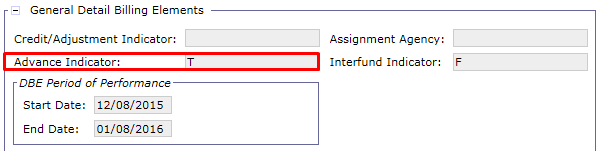 General Detail Billing Elements
Credit/Adjustment Indicator: Assignment Agency:
Advance Indicator: T Interfund Indicator: F
DBE Period of Performance
Start Date: 12/08/2015
End Date: 01/08/2016